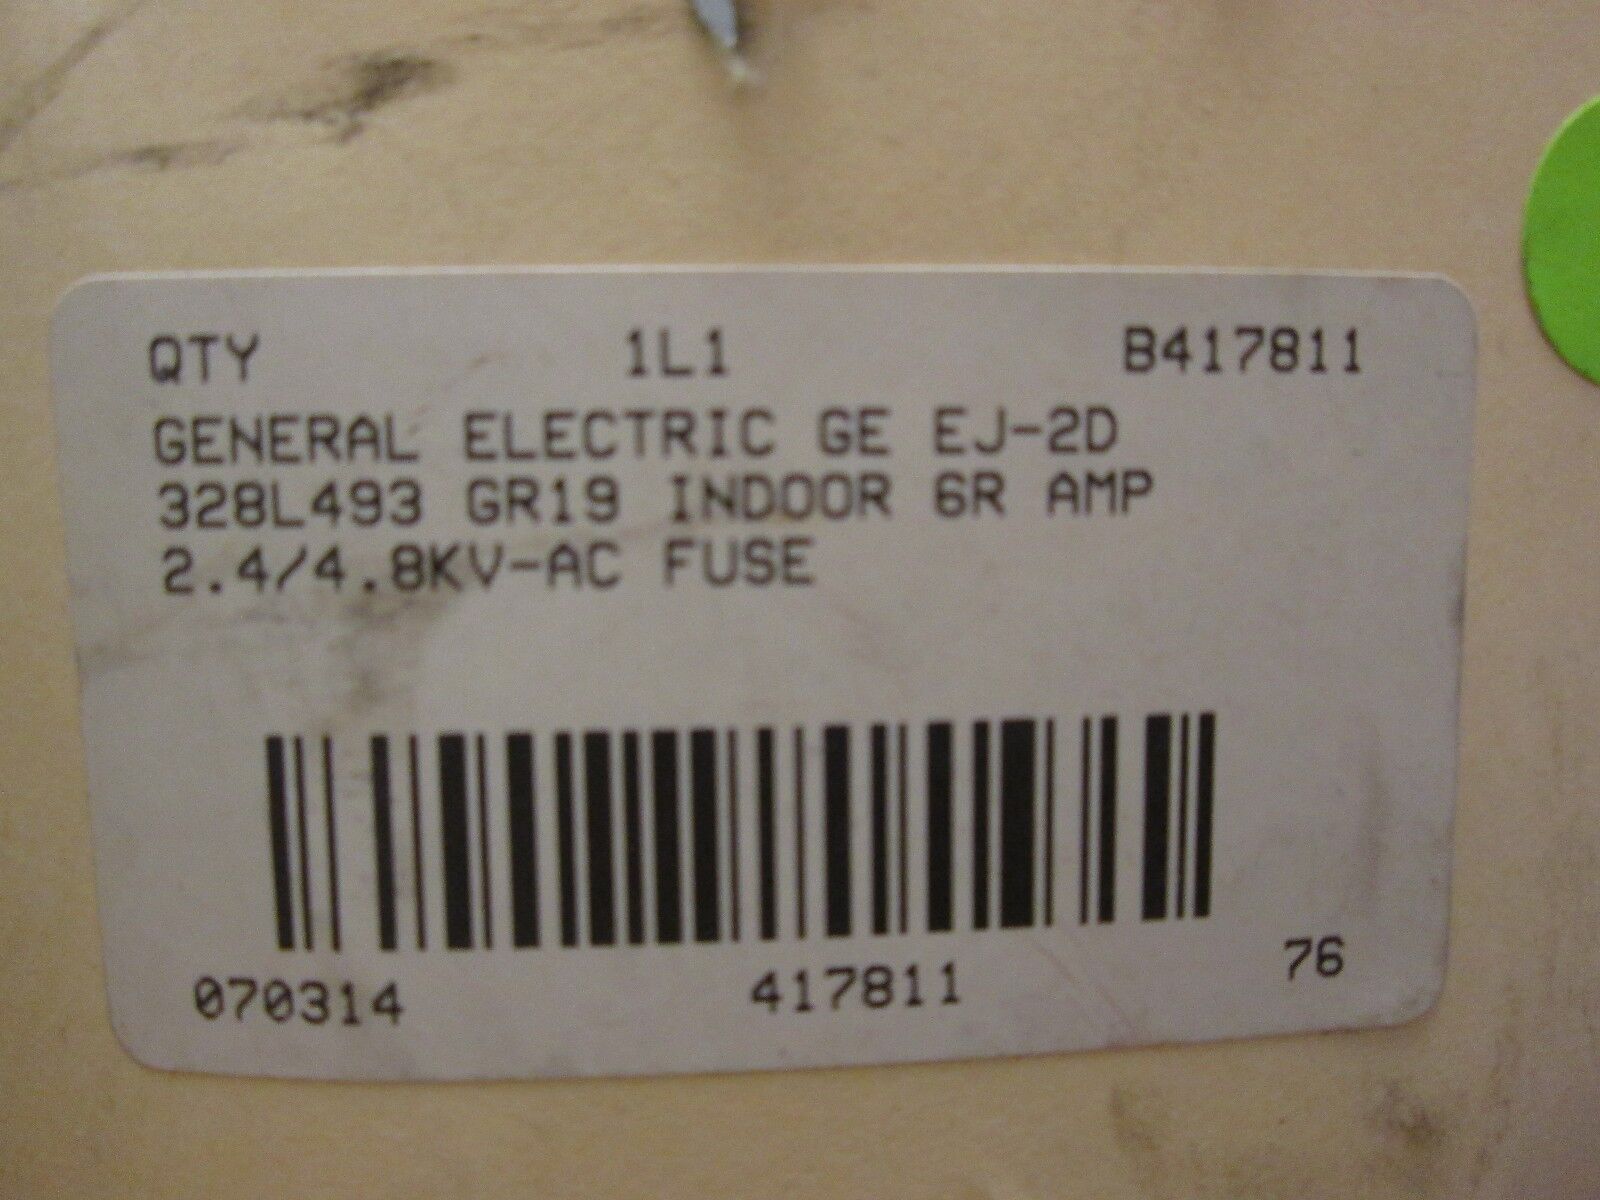 QTY 1L1 B417811
GENERAL ELECTRIC GE EJ-2D
328L493 GR19 INDOOR 6R AMP
2.4/4.8KV-AC FUSE
070314 417811 76